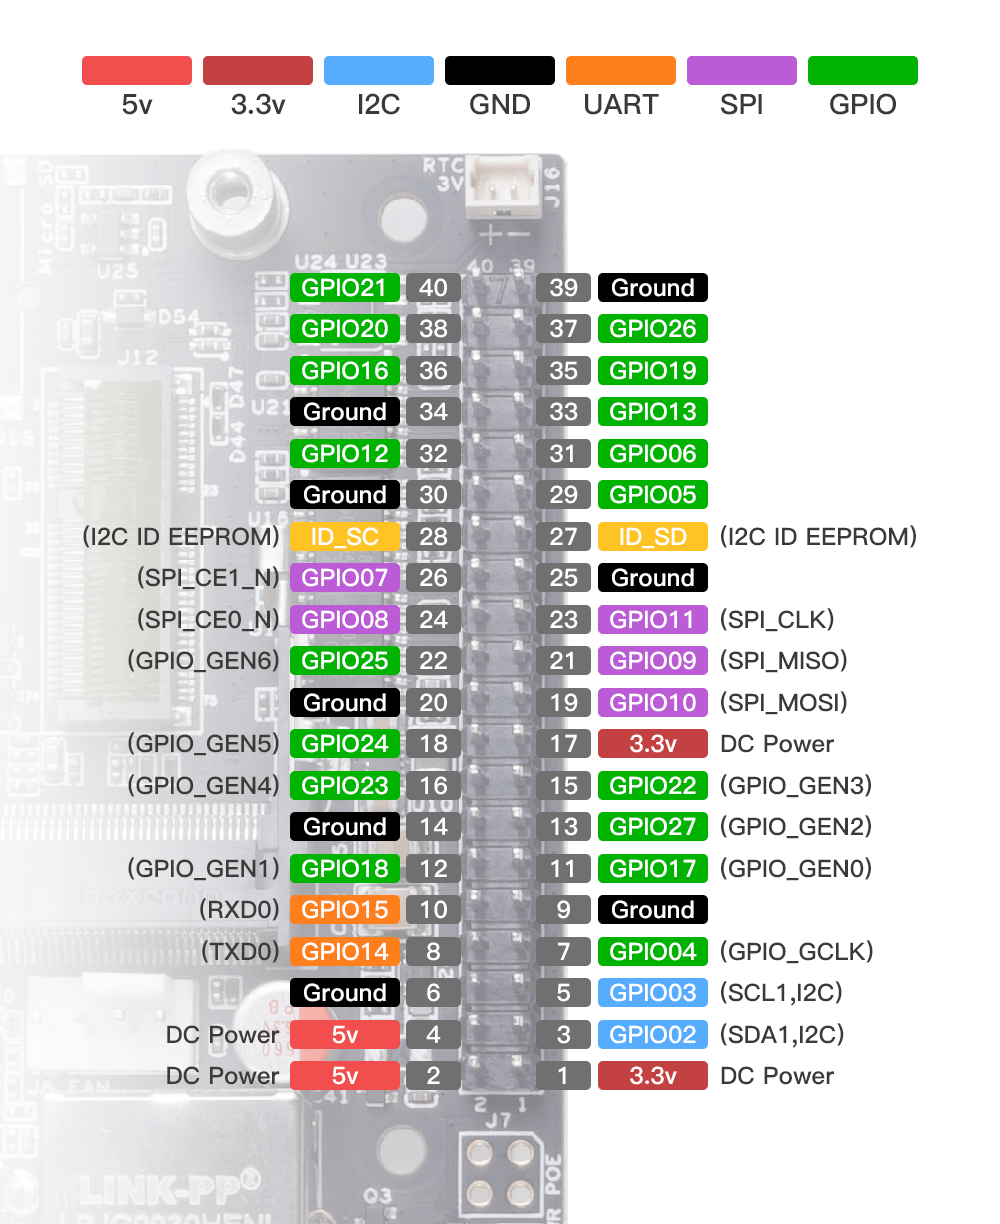 5v 3.3v I2C GND UART SPI GPIO
RTC
3V
J16
Micro SD
+ −
U25
U24 U23
40 39
GPIO21 40 39 Ground
D54
GPIO20 38 37 GPIO26
J12
GPIO16 36 35 GPIO19
D47
D44
Ground 34 33 GPIO13
GPIO12 32 31 GPIO06
Ground 30 29 GPIO05
(I2C ID EEPROM) ID_SC 28 27 ID_SD (I2C ID EEPROM)
(SPI_CE1_N) GPIO07 26 25 Ground
(SPI_CE0_N) GPIO08 24 23 GPIO11 (SPI_CLK)
(GPIO_GEN6) GPIO25 22 21 GPIO09 (SPI_MISO)
Ground 20 19 GPIO10 (SPI_MOSI)
(GPIO_GEN5) GPIO24 18 17 3.3v DC Power
(GPIO_GEN4) GPIO23 16 15 GPIO22 (GPIO_GEN3)
U10
Ground 14 13 GPIO27 (GPIO_GEN2)
(GPIO_GEN1) GPIO18 12 11 GPIO17 (GPIO_GEN0)
(RXD0) GPIO15 10 9 Ground
(TXD0) GPIO14 8 7 GPIO04 (GPIO_GCLK)
Ground 6 5 GPIO03 (SCL1,I2C)
DC Power 5v 4 3 GPIO02 (SDA1,I2C)
DC Power 5v 2 1 3.3v DC Power
J8 FAN
2 1
J7
POE
LINK-PP®
Q3